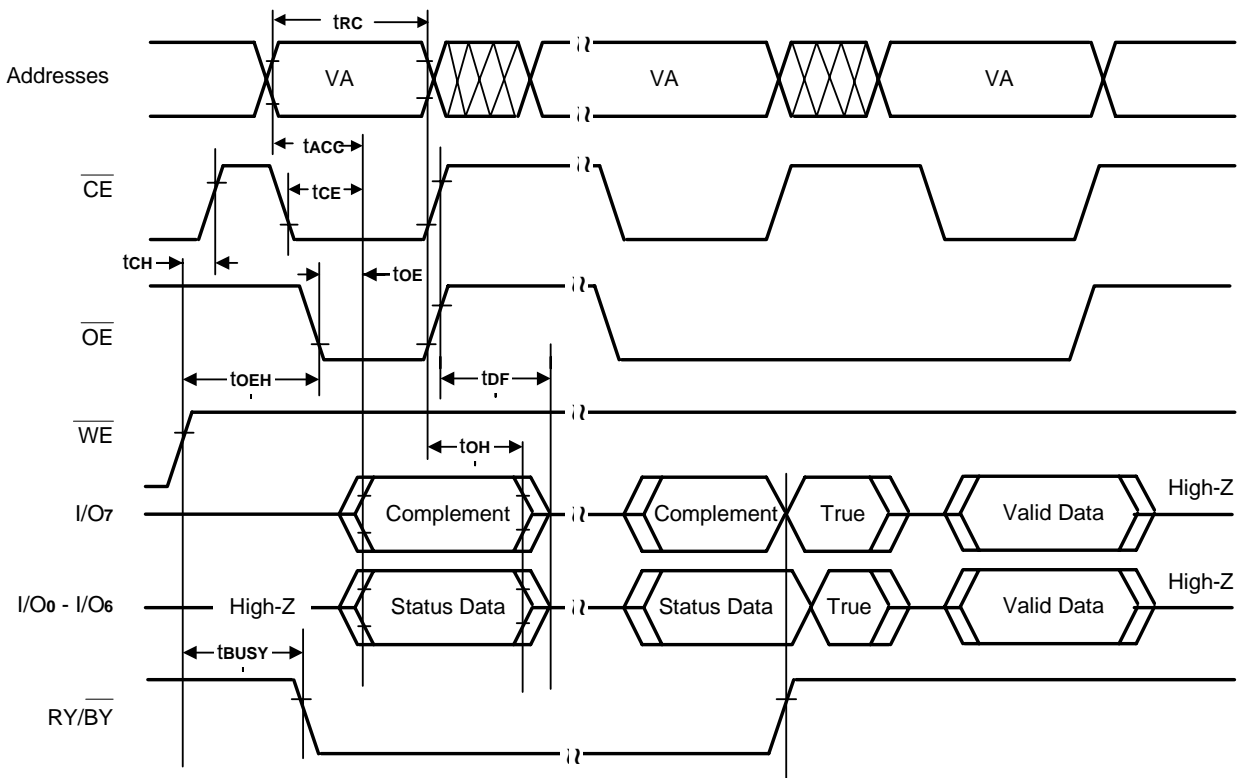 tRC
Addresses
VA
VA
VA
tACC
CE
tCE
tCH
tOE
OE
tOEH
tDF
WE
tOH
I/O7
Complement
Complement
True
Valid Data
High-Z
I/O0 - I/O6
High-Z
Status Data
Status Data
True
Valid Data
High-Z
tBUSY
RY/BY